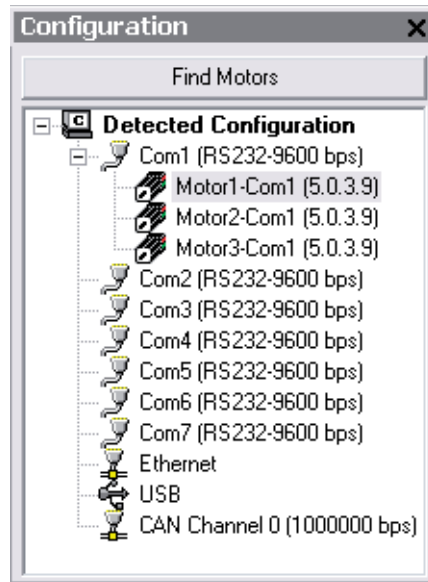 Configuration
Find Motors
Detected Configuration
Com1 (RS232-9600 bps)
Motor1-Com1 (5.0.3.9)
Motor2-Com1 (5.0.3.9)
Motor3-Com1 (5.0.3.9)
Com2 (RS232-9600 bps)
Com3 (RS232-9600 bps)
Com4 (RS232-9600 bps)
Com5 (RS232-9600 bps)
Com6 (RS232-9600 bps)
Com7 (RS232-9600 bps)
Ethernet
USB
CAN Channel 0 (1000000 bps)